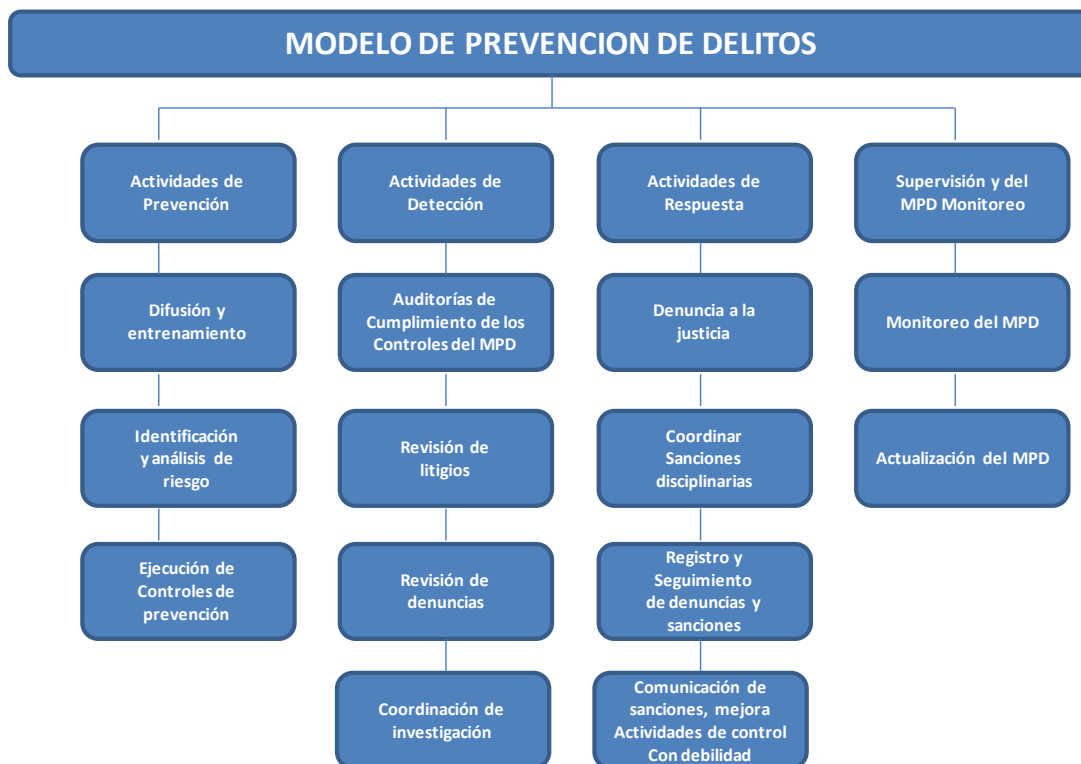 MODELO DE PREVENCION DE DELITOS
Actividades de
Prevención
Difusión y
entrenamiento
Identificación
y análisis de
riesgo
Ejecución de
Controles de
prevención
Actividades de
Detección
Auditorías de
Cumplimiento de los
Controles del MPD
Revisión de
litigios
Revisión de
denuncias
Coordinación de
investigación
Actividades de
Respuesta
Denuncia a la
justicia
Coordinar
Sanciones
disciplinarias
Registro y
Seguimiento
de denuncias y
sanciones
Comunicación de
sanciones, mejora
Actividades de control
Con debilidad
Supervisión y del
MPD Monitoreo
Monitoreo del MPD
Actualización del MPD